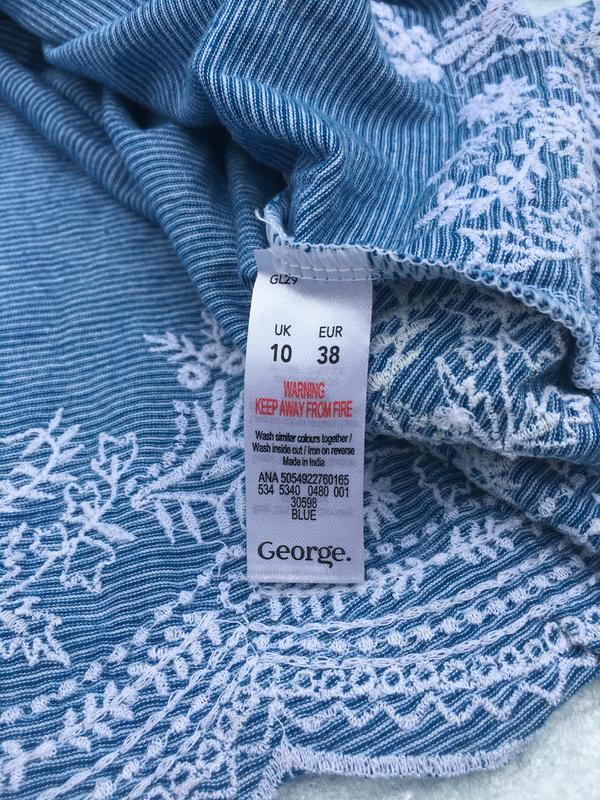 GL29
UK EUR
10 38
WARNING
KEEP AWAY FROM FIRE
Wash similar colours together /
Wash inside out / Iron on reverse
Made in India
ANA 5054922760165
534 5340 0480 001
30598
BLUE
George.